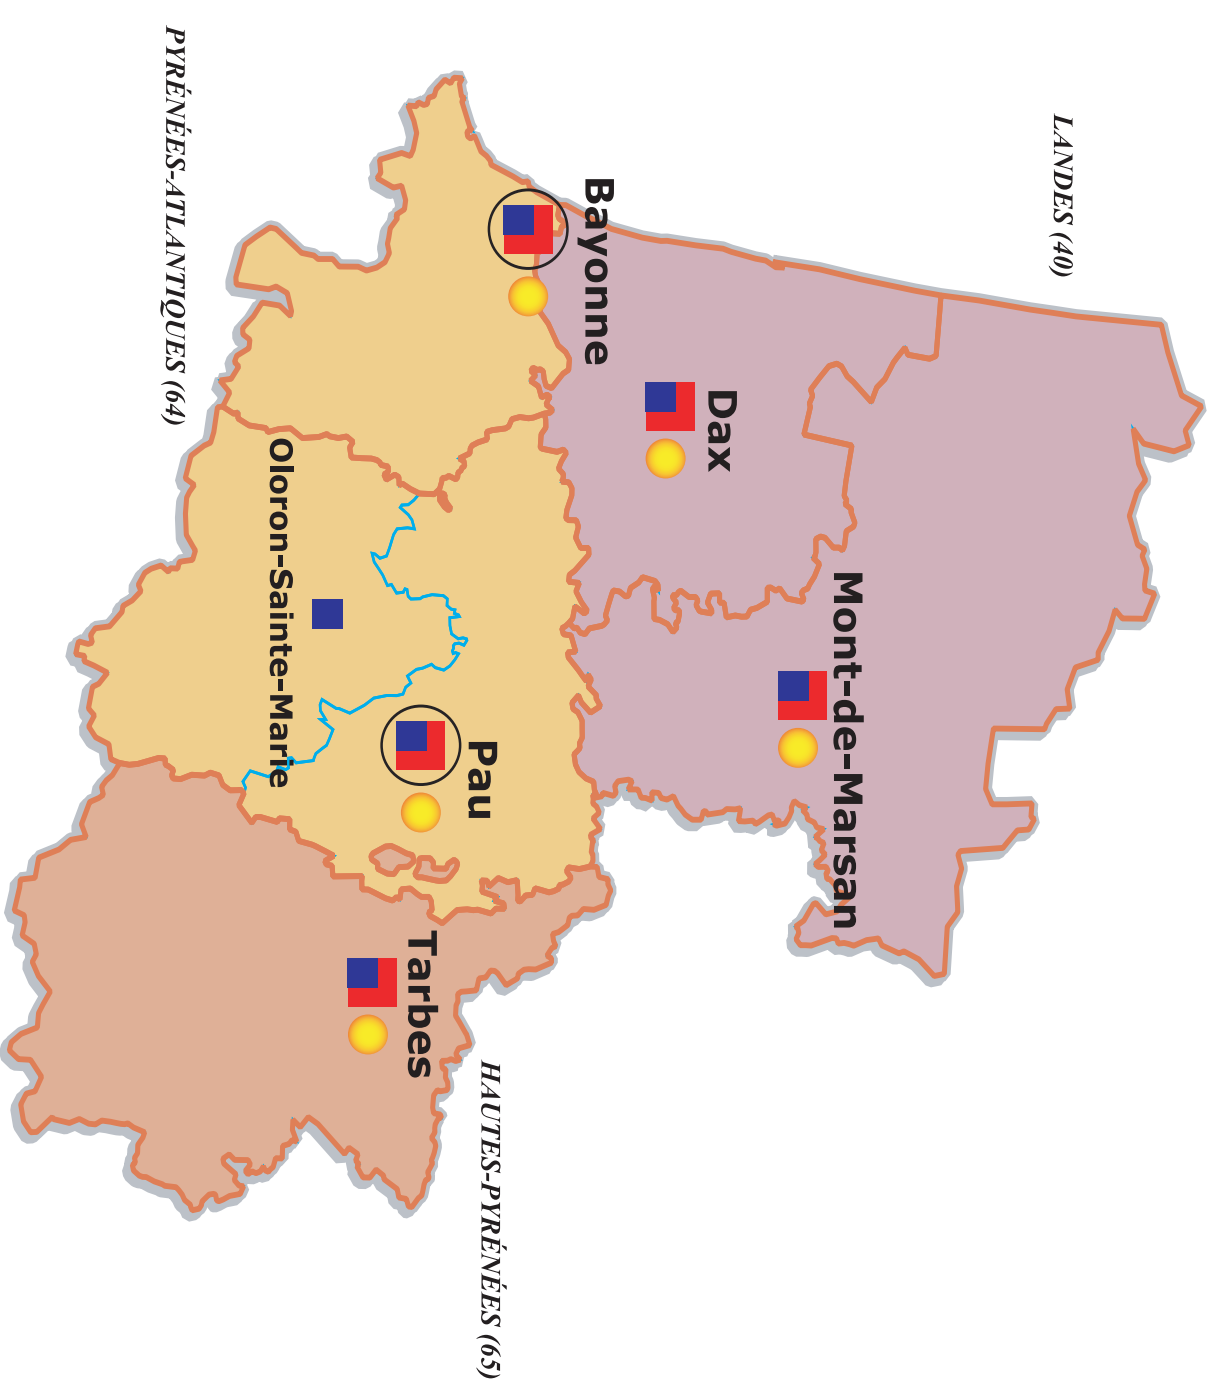 LANDES (40)
Mont-de-Marsan
Dax
Bayonne
Pau
Tarbes
Oloron-Sainte-Marie
PYRÉNÉES-ATLANTIQUES (64)
HAUTES-PYRÉNÉES (65)